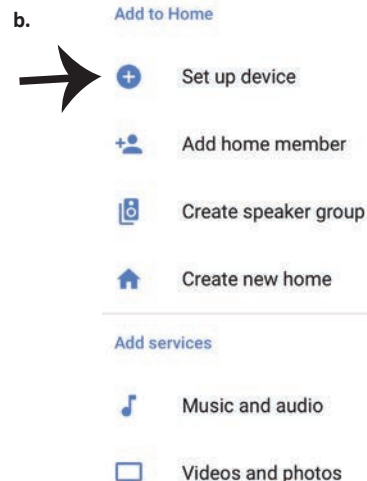 b.
Add to Home
Set up device
Add home member
Create speaker group
Create new home
Add services
Music and audio
Videos and photos